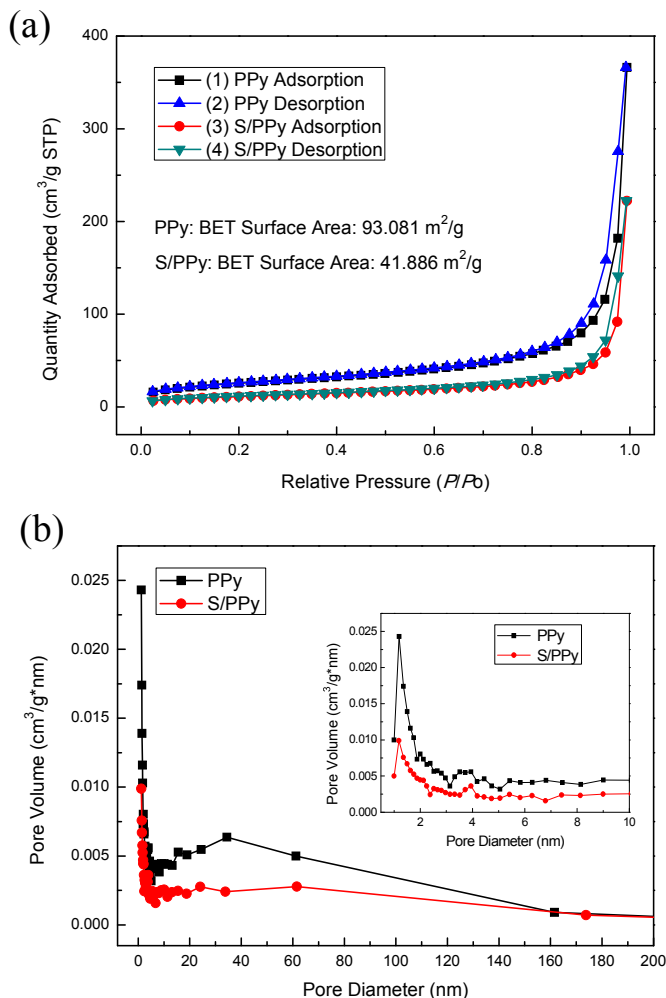 (a)
400
300
200
100
0
Quantity Adsorbed (cm³/g STP)
(1) PPy Adsorption
(2) PPy Desorption
(3) S/PPy Adsorption
(4) S/PPy Desorption
PPy: BET Surface Area: 93.081 m²/g
S/PPy: BET Surface Area: 41.886 m²/g
0.0 0.2 0.4 0.6 0.8 1.0
Relative Pressure (P/Po)
(b)
0.025
0.020
0.015
0.010
0.005
0.000
Pore Volume (cm³/g*nm)
PPy
S/PPy
0.025
0.020
0.015
0.010
0.005
0.000
Pore Volume (cm³/g*nm)
PPy
S/PPy
2 4 6 8 10
Pore Diameter (nm)
0 20 40 60 80 100 120 140 160 180 200
Pore Diameter (nm)